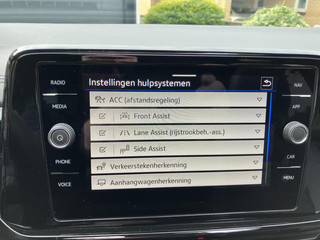 Instellingen hulpsystemen
RADIO
NAV
ACC (afstandsregeling)
MEDIA
APP
Front Assist
Lane Assist (rijstrookbeh.-ass.)
Side Assist
PHONE
CAR
Verkeerstekenherkenning
VOICE
MENU
Aanhangwagenherkenning